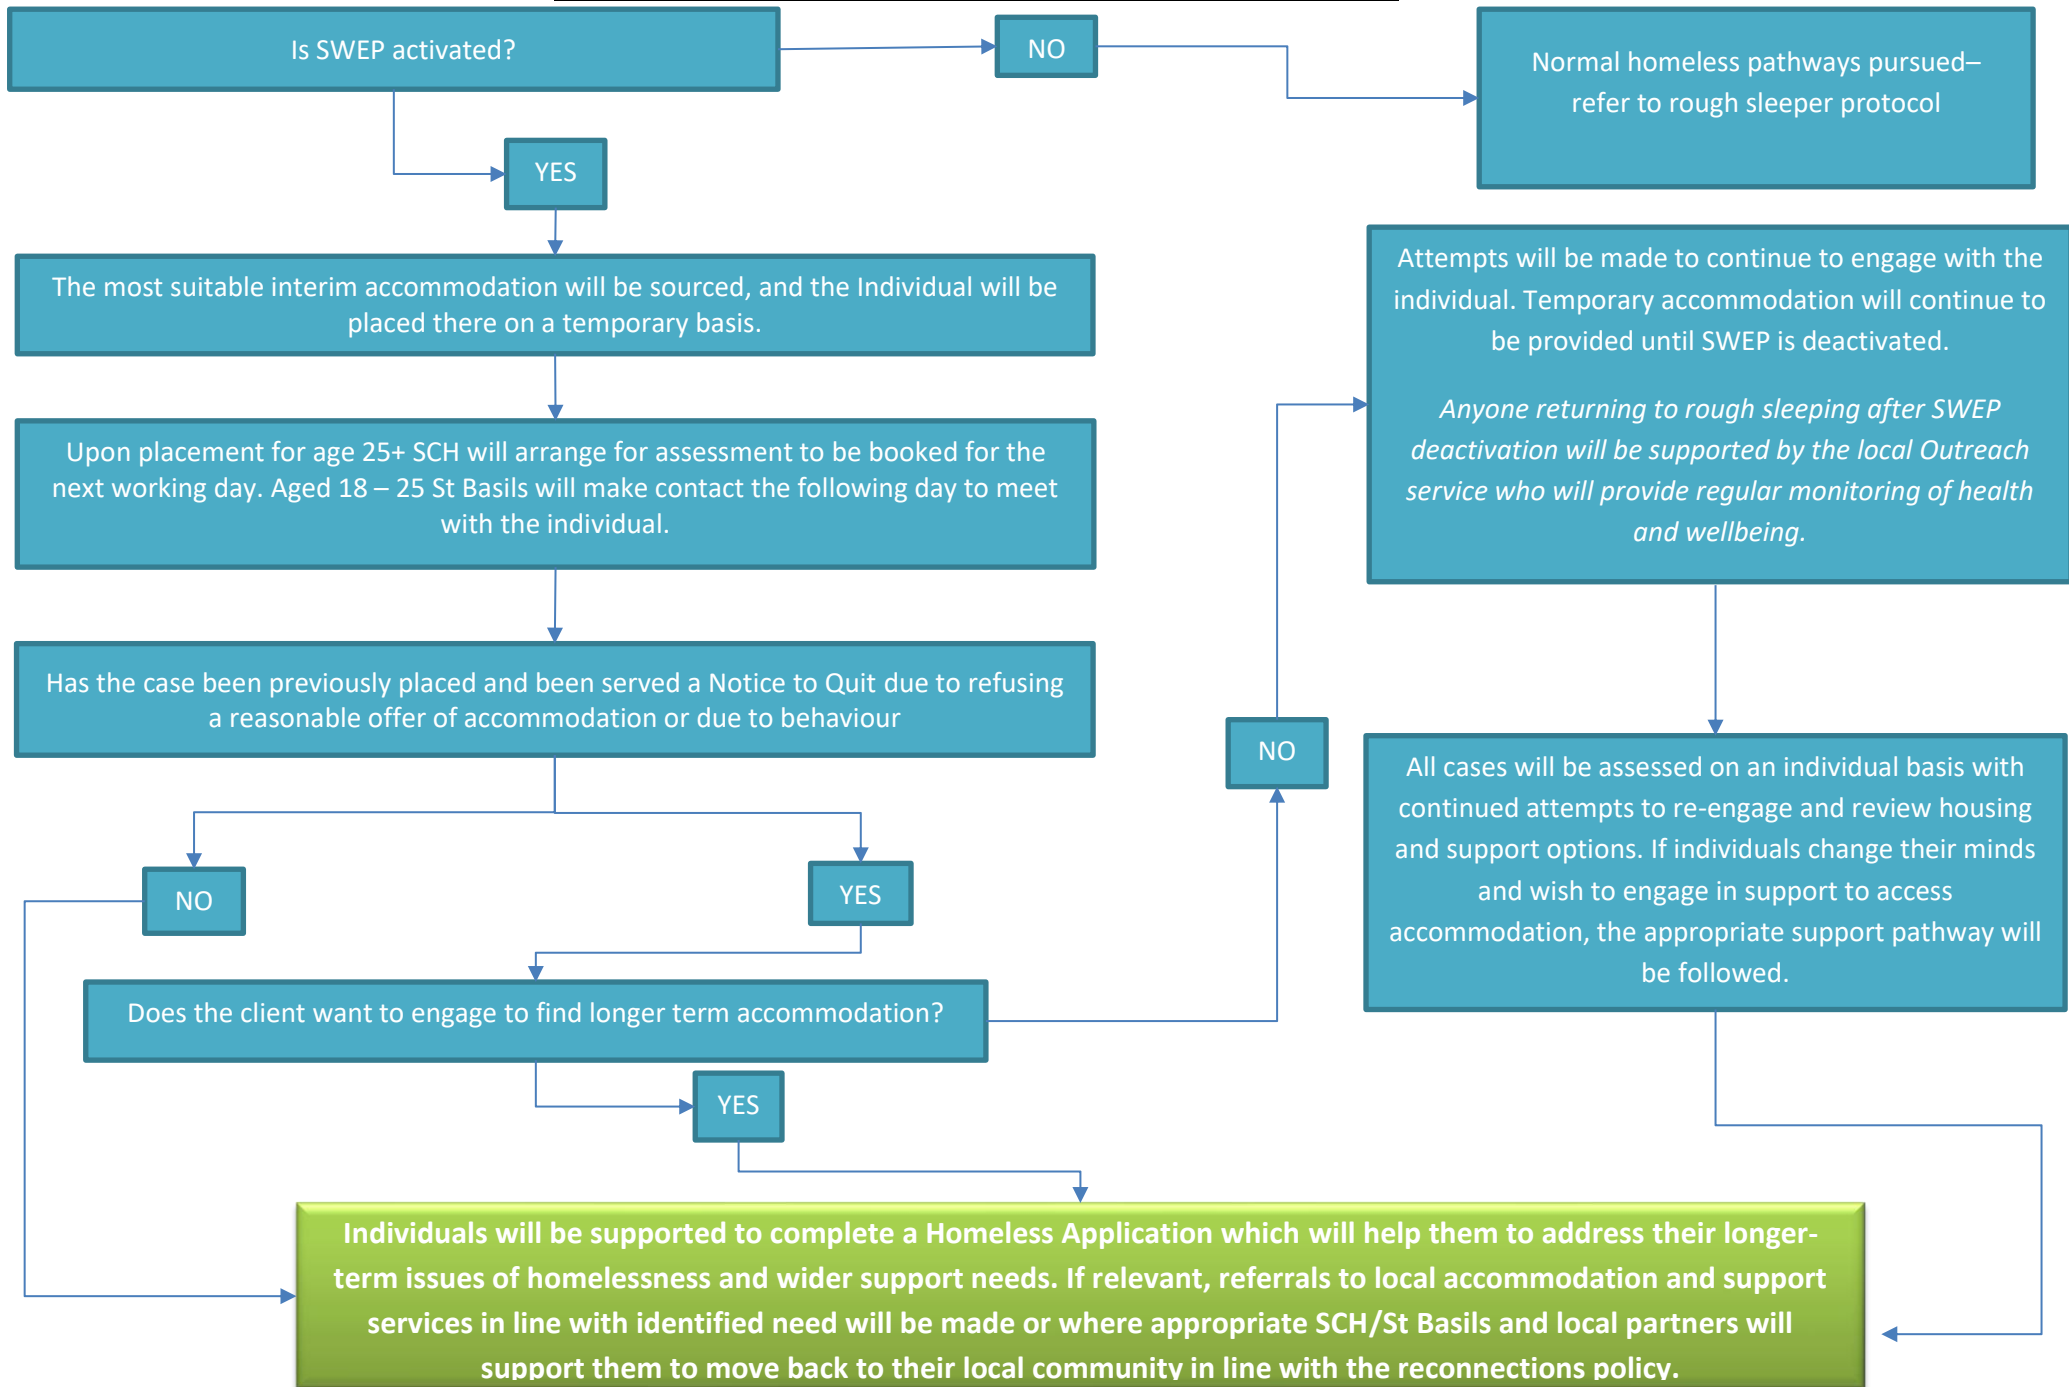 Is SWEP activated?
NO
Normal homeless pathways pursued–
refer to rough sleeper protocol
YES
The most suitable interim accommodation will be sourced, and the Individual will be
placed there on a temporary basis.
Upon placement for age 25+ SCH will arrange for assessment to be booked for the
next working day. Aged 18 – 25 St Basils will make contact the following day to meet
with the individual.
Has the case been previously placed and been served a Notice to Quit due to refusing
a reasonable offer of accommodation or due to behaviour
NO
YES
Does the client want to engage to find longer term accommodation?
YES
NO
Attempts will be made to continue to engage with the
individual. Temporary accommodation will continue to
be provided until SWEP is deactivated.
Anyone returning to rough sleeping after SWEP
deactivation will be supported by the local Outreach
service who will provide regular monitoring of health
and wellbeing.
All cases will be assessed on an individual basis with
continued attempts to re-engage and review housing
and support options. If individuals change their minds
and wish to engage in support to access
accommodation, the appropriate support pathway will
be followed.
Individuals will be supported to complete a Homeless Application which will help them to address their longer-
term issues of homelessness and wider support needs. If relevant, referrals to local accommodation and support
services in line with identified need will be made or where appropriate SCH/St Basils and local partners will
support them to move back to their local community in line with the reconnections policy.